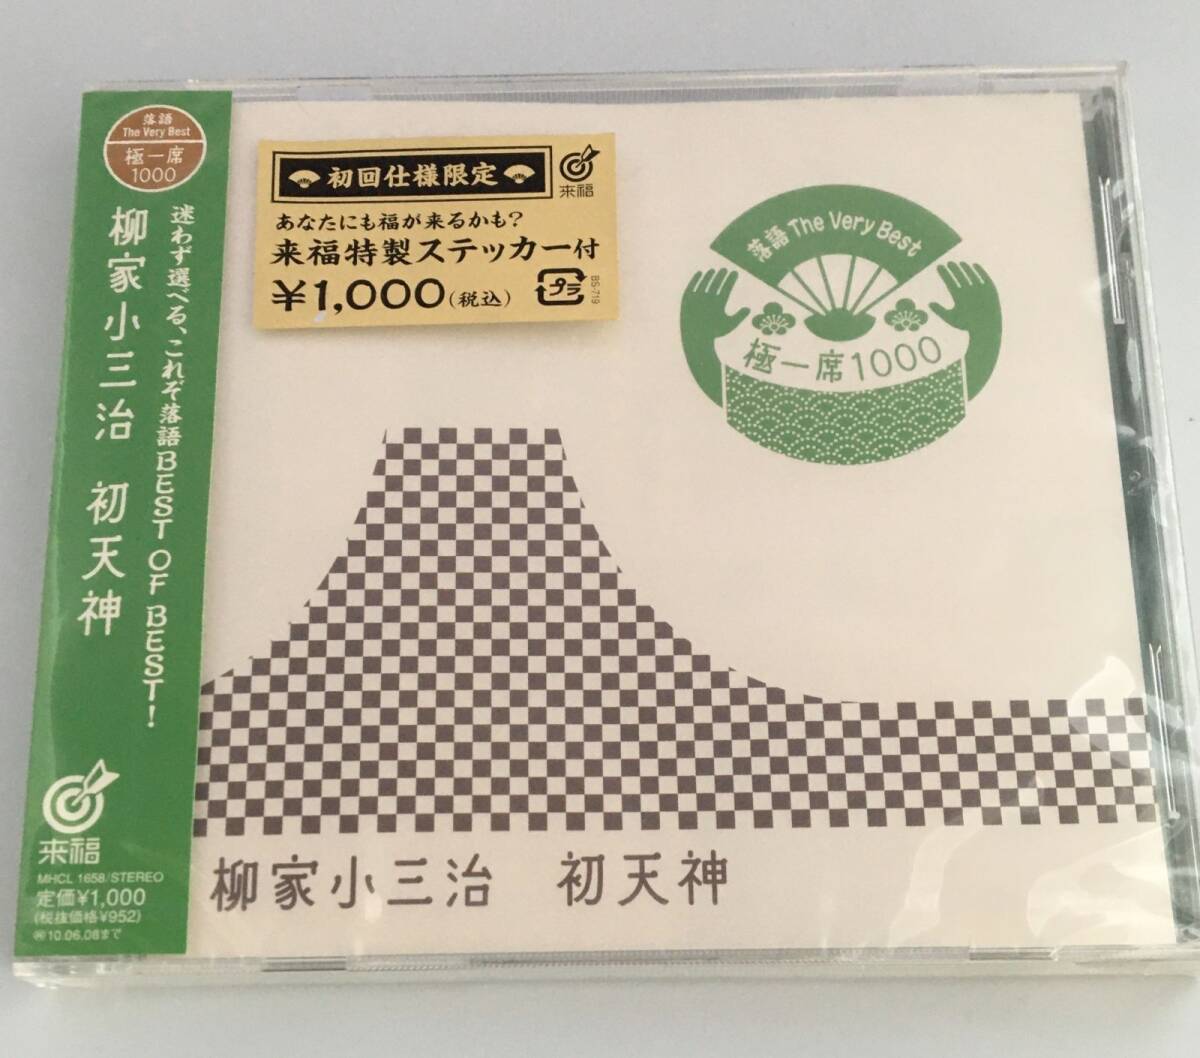 落語
The Very Best
極一席
1000
迷わず選べる、これぞ落語BEST OF BEST!
柳家小三治 初天神
来福
MHCL 1658/STEREO
定価¥1,000
(税抜価格¥952)
10.06.08まで
初回仕様限定
来福
あなたにも福が来るかも?
来福特製ステッカー付
¥1,000(税込)
プラ
BS-719
落語 The Very Best
極一席1000
柳家小三治 初天神